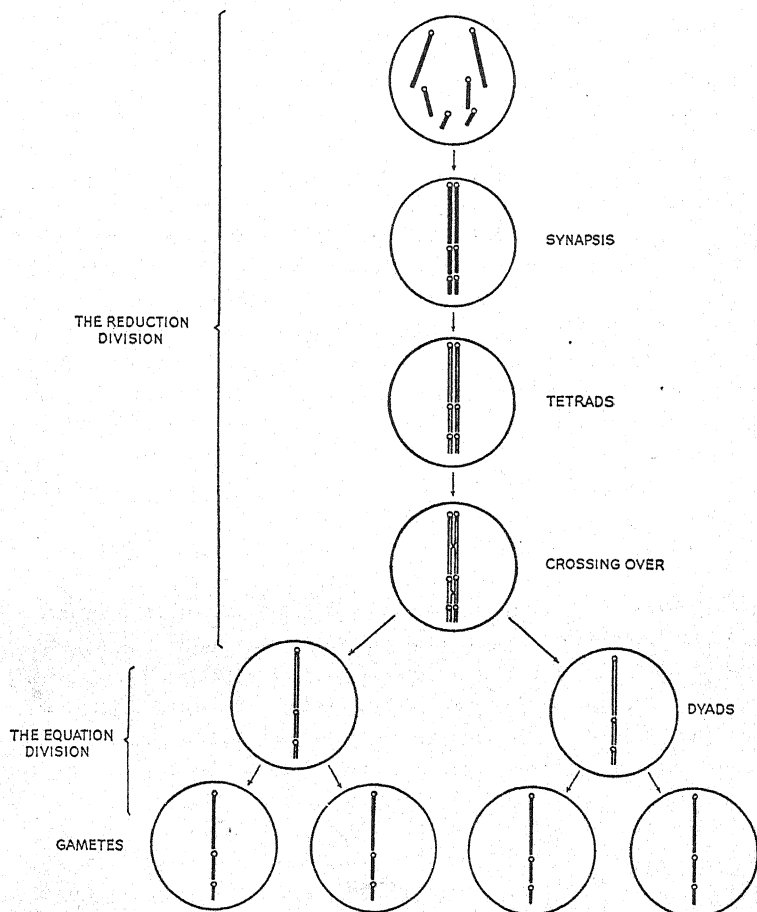 SYNAPSIS
THE REDUCTION
DIVISION
TETRADS
CROSSING OVER
DYADS
THE EQUATION
DIVISION
GAMETES